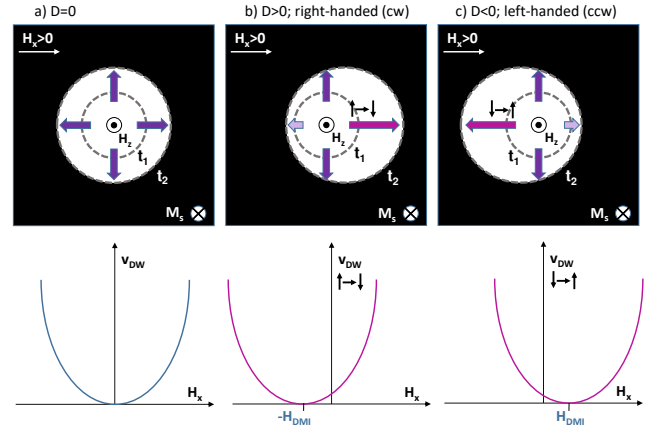 a) D=0
b) D>0; right-handed (cw)
c) D<0; left-handed (ccw)
Hx>0
Hx>0
Hx>0
Hz
Hz
Hz
t1
t1
t1
t2
t2
t2
Ms
Ms
Ms
vDW
vDW
vDW
Hx
Hx
Hx
-HDMI
HDMI